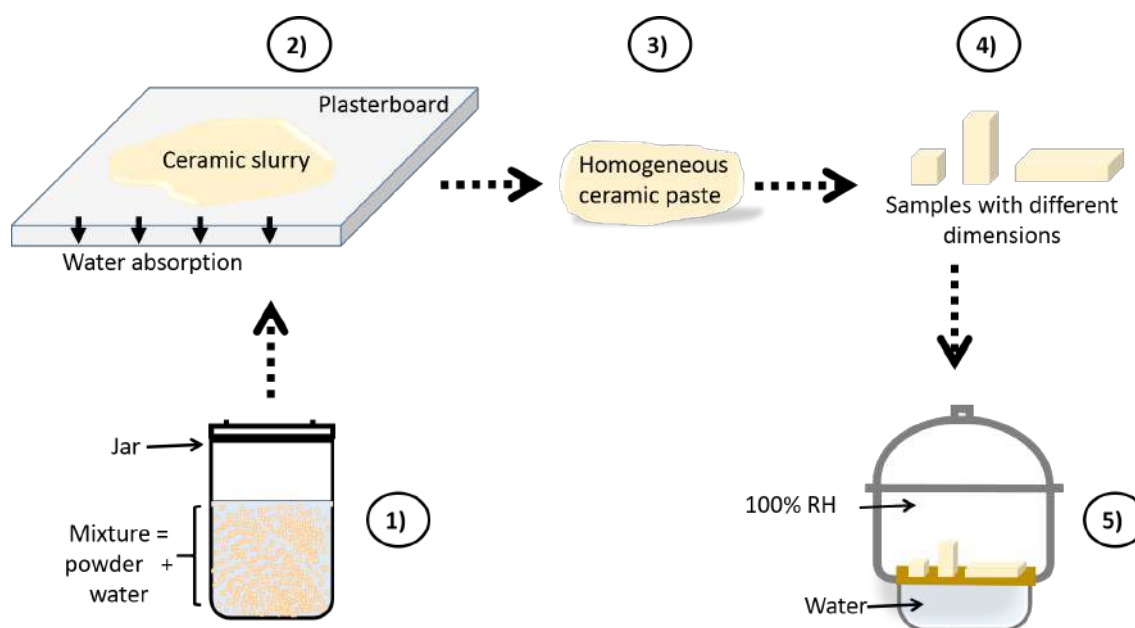 2)
3)
4)
Plasterboard
Ceramic slurry
Water absorption
Homogeneous
ceramic paste
Samples with different
dimensions
Jar
Mixture =
powder +
water
1)
100% RH
5)
Water